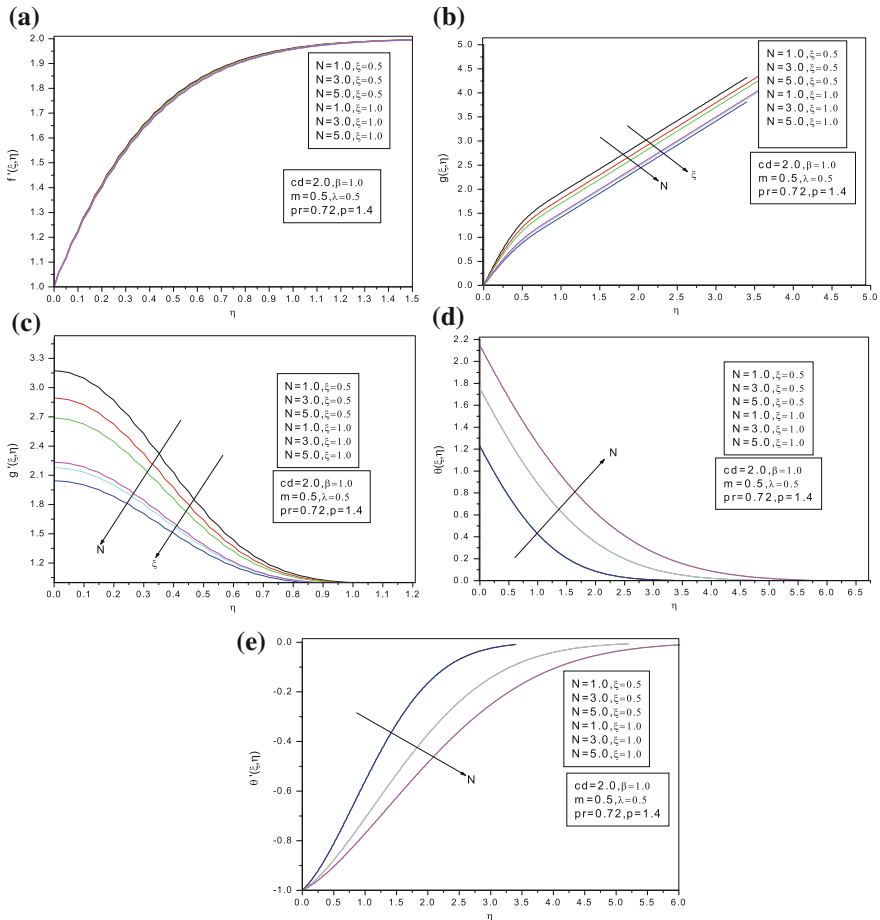 (a)
f '(ξ,η)
2.0
1.9
1.8
1.7
1.6
1.5
1.4
1.3
1.2
1.1
1.0
0.0 0.1 0.2 0.3 0.4 0.5 0.6 0.7 0.8 0.9 1.0 1.1 1.2 1.3 1.4 1.5
η
N=1.0,ξ=0.5
N=3.0,ξ=0.5
N=5.0,ξ=0.5
N=1.0,ξ=1.0
N=3.0,ξ=1.0
N=5.0,ξ=1.0
cd=2.0,β=1.0
m=0.5,λ=0.5
pr=0.72,p=1.4
(b)
g(ξ,η)
5.0
4.5
4.0
3.5
3.0
2.5
2.0
1.5
1.0
0.5
0.0
0.0 0.5 1.0 1.5 2.0 2.5 3.0 3.5 4.0 4.5 5.0
η
N=1.0,ξ=0.5
N=3.0,ξ=0.5
N=5.0,ξ=0.5
N=1.0,ξ=1.0
N=3.0,ξ=1.0
N=5.0,ξ=1.0
cd=2.0,β=1.0
m=0.5,λ=0.5
pr=0.72,p=1.4
N
ξ
(c)
g '(ξ,η)
3.3
3.0
2.7
2.4
2.1
1.8
1.5
1.2
0.0 0.1 0.2 0.3 0.4 0.5 0.6 0.7 0.8 0.9 1.0 1.1 1.2
η
N=1.0,ξ=0.5
N=3.0,ξ=0.5
N=5.0,ξ=0.5
N=1.0,ξ=1.0
N=3.0,ξ=1.0
N=5.0,ξ=1.0
cd=2.0,β=1.0
m=0.5,λ=0.5
pr=0.72,p=1.4
N
ξ
(d)
θ(ξ,η)
2.2
2.0
1.8
1.6
1.4
1.2
1.0
0.8
0.6
0.4
0.2
0.0
0.0 0.5 1.0 1.5 2.0 2.5 3.0 3.5 4.0 4.5 5.0 5.5 6.0 6.5
η
N=1.0,ξ=0.5
N=3.0,ξ=0.5
N=5.0,ξ=0.5
N=1.0,ξ=1.0
N=3.0,ξ=1.0
N=5.0,ξ=1.0
cd=2.0,β=1.0
m=0.5,λ=0.5
pr=0.72,p=1.4
N
(e)
θ '(ξ,η)
0.0
-0.2
-0.4
-0.6
-0.8
-1.0
0.0 0.5 1.0 1.5 2.0 2.5 3.0 3.5 4.0 4.5 5.0 5.5 6.0
η
N=1.0,ξ=0.5
N=3.0,ξ=0.5
N=5.0,ξ=0.5
N=1.0,ξ=1.0
N=3.0,ξ=1.0
N=5.0,ξ=1.0
cd=2.0,β=1.0
m=0.5,λ=0.5
pr=0.72,p=1.4
N